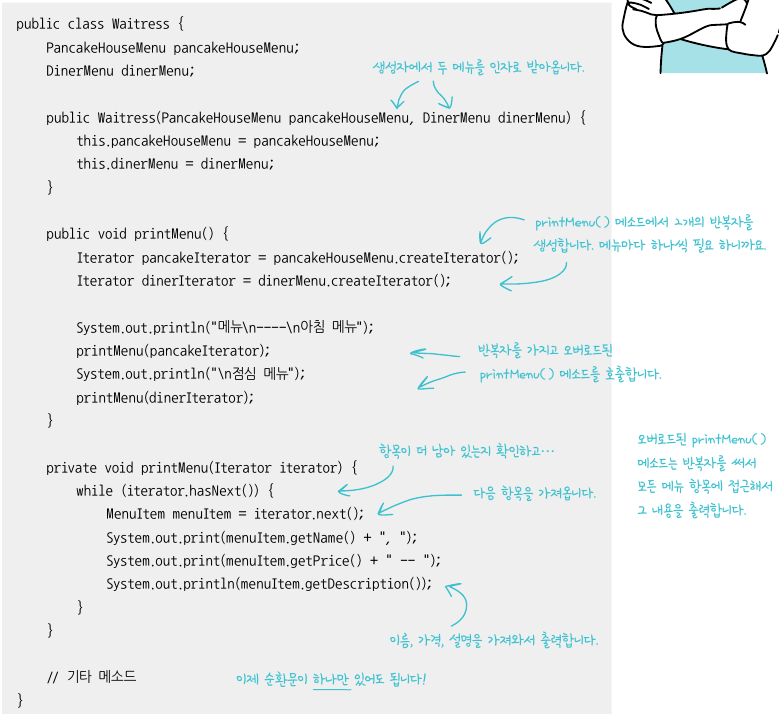 public class Waitress {
PancakeHouseMenu pancakeHouseMenu;
DinerMenu dinerMenu;
생성자에서 두 메뉴를 인자로 받아옵니다.
public Waitress(PancakeHouseMenu pancakeHouseMenu, DinerMenu dinerMenu) {
this.pancakeHouseMenu = pancakeHouseMenu;
this.dinerMenu = dinerMenu;
}
public void printMenu() {
Iterator pancakeIterator = pancakeHouseMenu.createIterator();
Iterator dinerIterator = dinerMenu.createIterator();
printMenu() 메소드에서 2개의 반복자를
생성합니다. 메뉴마다 하나씩 필요 하니까요.
System.out.println("메뉴\n----\n아침 메뉴");
printMenu(pancakeIterator);
System.out.println("\n점심 메뉴");
printMenu(dinerIterator);
}
반복자를 가지고 오버로드된
printMenu() 메소드를 호출합니다.
private void printMenu(Iterator iterator) {
while (iterator.hasNext()) {
MenuItem menuItem = iterator.next();
System.out.print(menuItem.getName() + ", ");
System.out.print(menuItem.getPrice() + " -- ");
System.out.println(menuItem.getDescription());
}
}
항목이 더 남아 있는지 확인하고…
다음 항목을 가져옵니다.
이름, 가격, 설명을 가져와서 출력합니다.
오버로드된 printMenu()
메소드는 반복자를 써서
모든 메뉴 항목에 접근해서
그 내용을 출력합니다.
// 기타 메소드
이제 순환문이 하나만 있어도 됩니다!
}